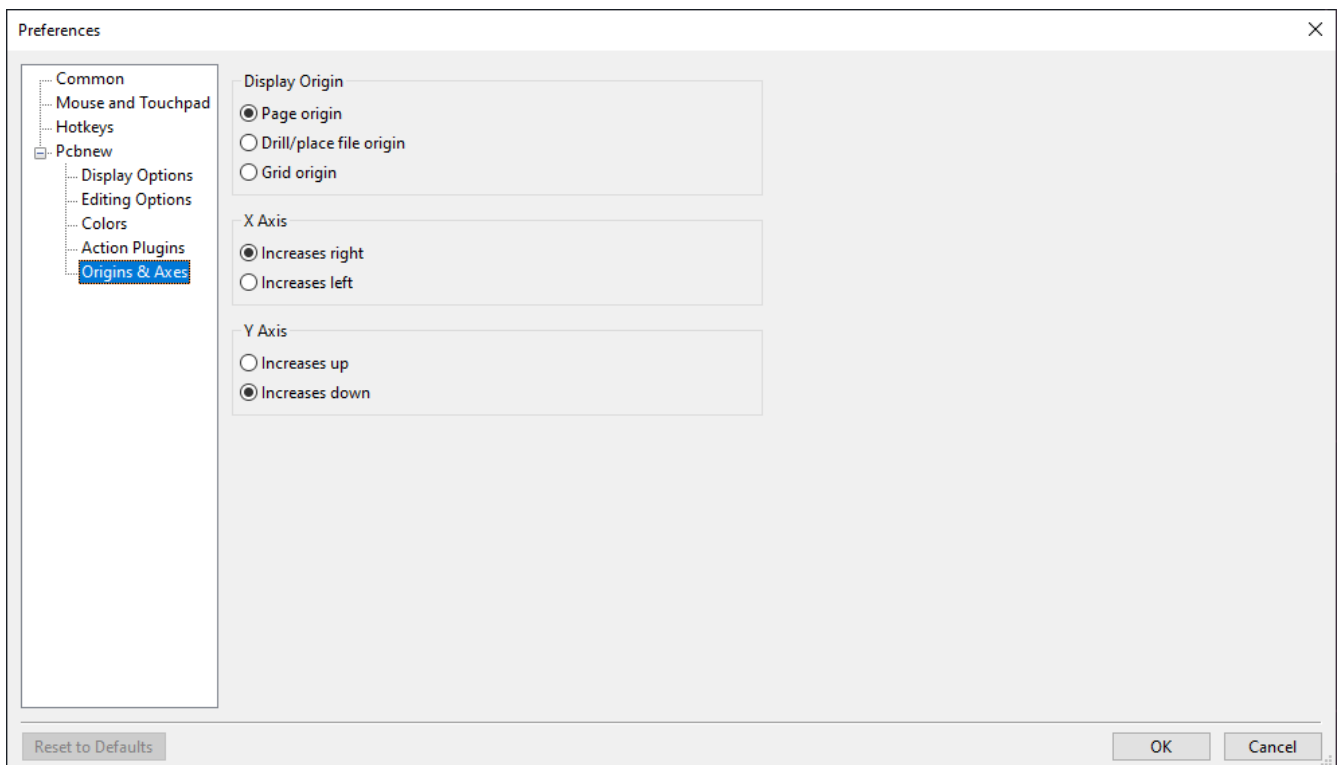 Preferences
Common
Mouse and Touchpad
Hotkeys
Pcbnew
Display Options
Editing Options
Colors
Action Plugins
Origins & Axes
Display Origin
Page origin
Drill/place file origin
Grid origin
X Axis
Increases right
Increases left
Y Axis
Increases up
Increases down
Reset to Defaults
OK
Cancel